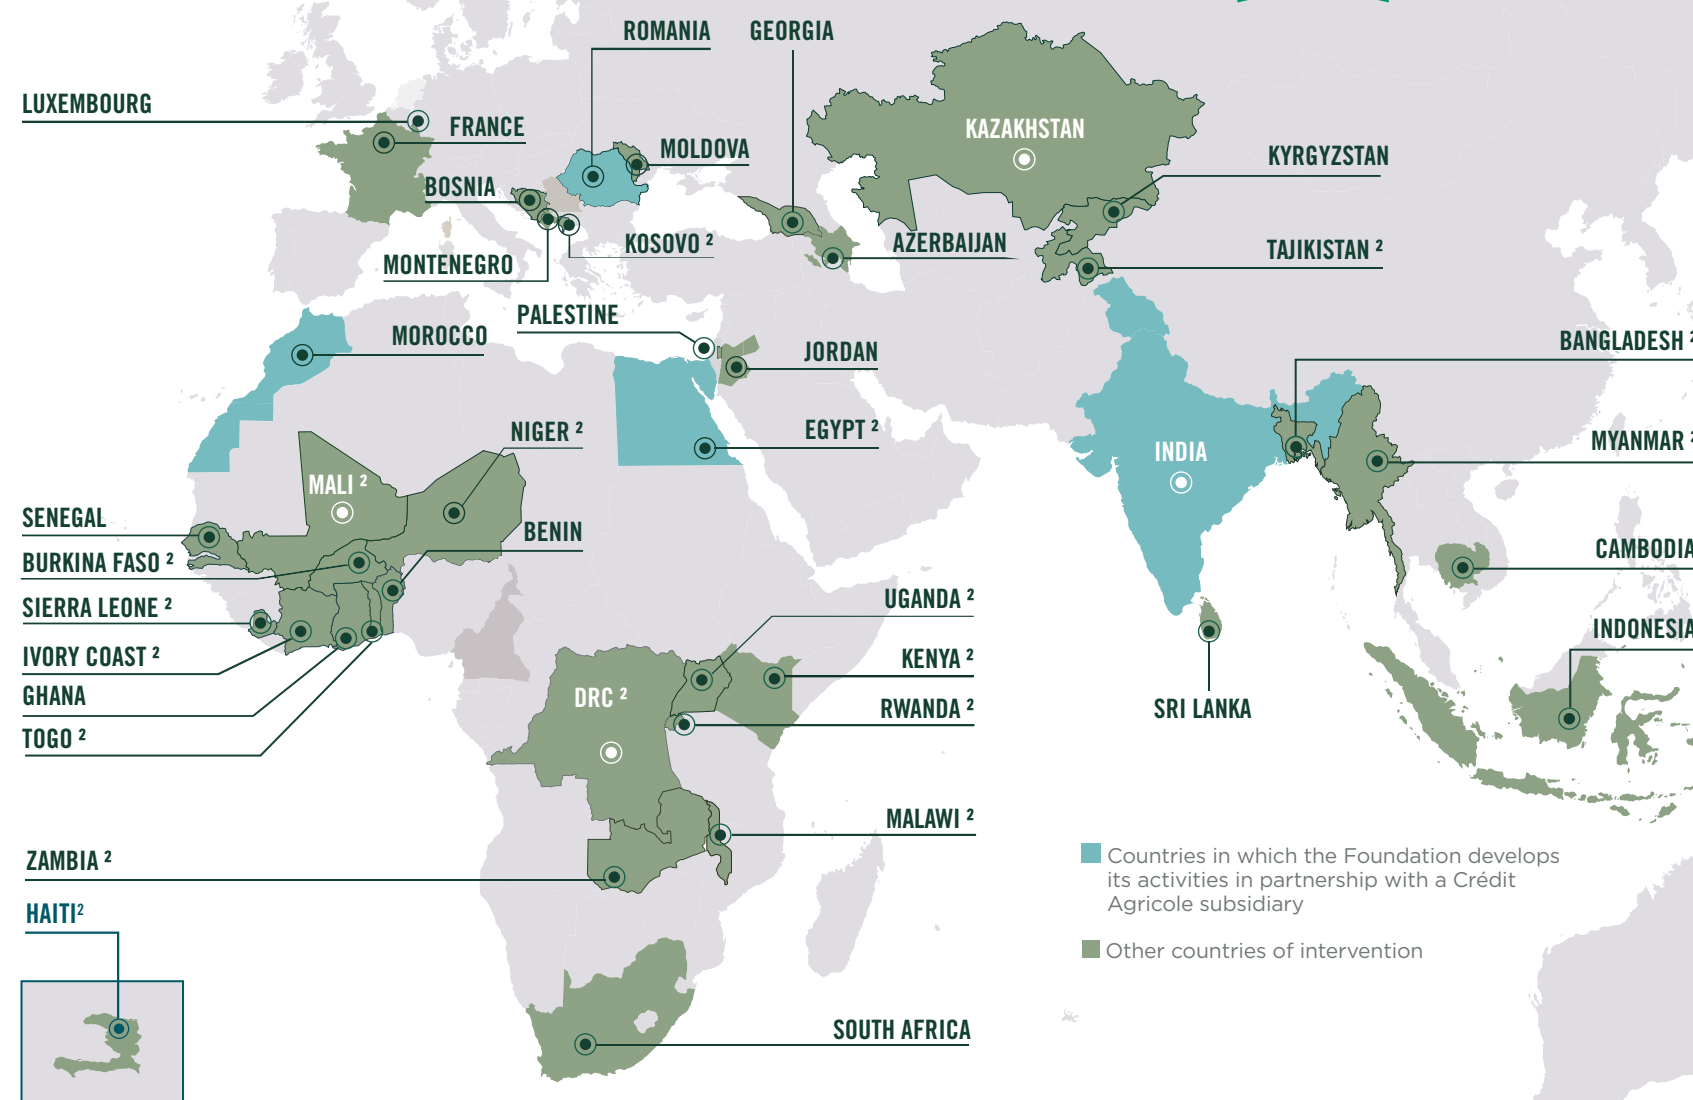 ROMANIA
GEORGIA
LUXEMBOURG
FRANCE
KAZAKHSTAN
MOLDOVA
KYRGYZSTAN
BOSNIA
KOSOVO ²
AZERBAIJAN
TAJIKISTAN ²
MONTENEGRO
PALESTINE
MOROCCO
JORDAN
BANGLADESH ²
NIGER ²
EGYPT ²
MYANMAR ²
INDIA
MALI ²
SENEGAL
BENIN
BURKINA FASO ²
CAMBODIA
SIERRA LEONE ²
UGANDA ²
INDONESIA
IVORY COAST ²
KENYA ²
GHANA
DRC ²
RWANDA ²
SRI LANKA
TOGO ²
MALAWI ²
ZAMBIA ²
Countries in which the Foundation develops
its activities in partnership with a Crédit
Agricole subsidiary
HAITI²
Other countries of intervention
SOUTH AFRICA